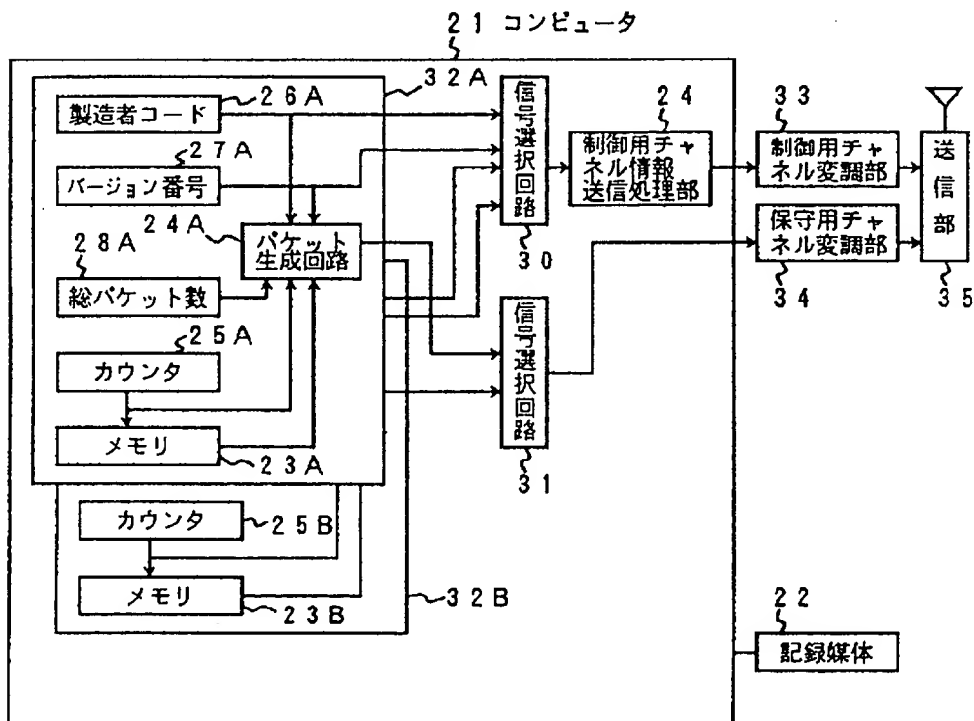 21 コンピュータ
32A
26A
製造者コード
27A
バージョン番号
24A
パケット
生成回路
28A
総パケット数
25A
カウンタ
メモリ
23A
カウンタ
25B
メモリ
23B
32B
信号選択回路
30
信号選択回路
31
24
制御用チャ
ネル情報
送信処理部
33
制御用チャ
ネル変調部
保守用チャ
ネル変調部
34
送信部
35
22
記録媒体